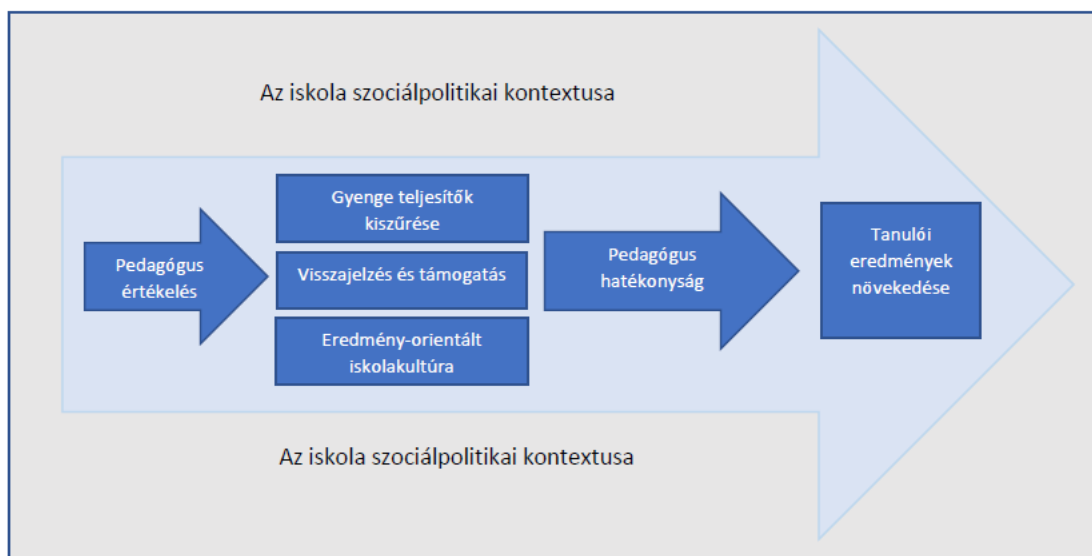 Az iskola szociálpolitikai kontextusa
Pedagógus
értékelés
Gyenge teljesítők
kiszűrése
Visszajelzés és támogatás
Eredmény-orientált
iskolakultúra
Pedagógus
hatékonyság
Tanulói
eredmények
növekedése
Az iskola szociálpolitikai kontextusa